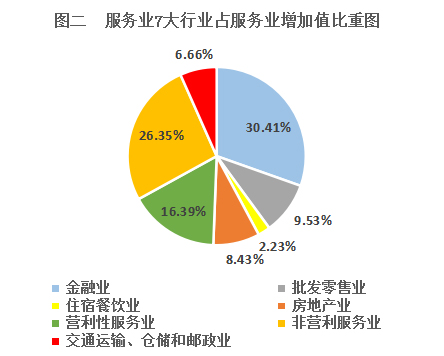 图二 服务业7大行业占服务业增加值比重图
6.66%
30.41%
26.35%
16.39%
9.53%
2.23%
8.43%
金融业 批发零售业
住宿餐饮业 房地产业
营利性服务业 非营利服务业
交通运输、仓储和邮政业